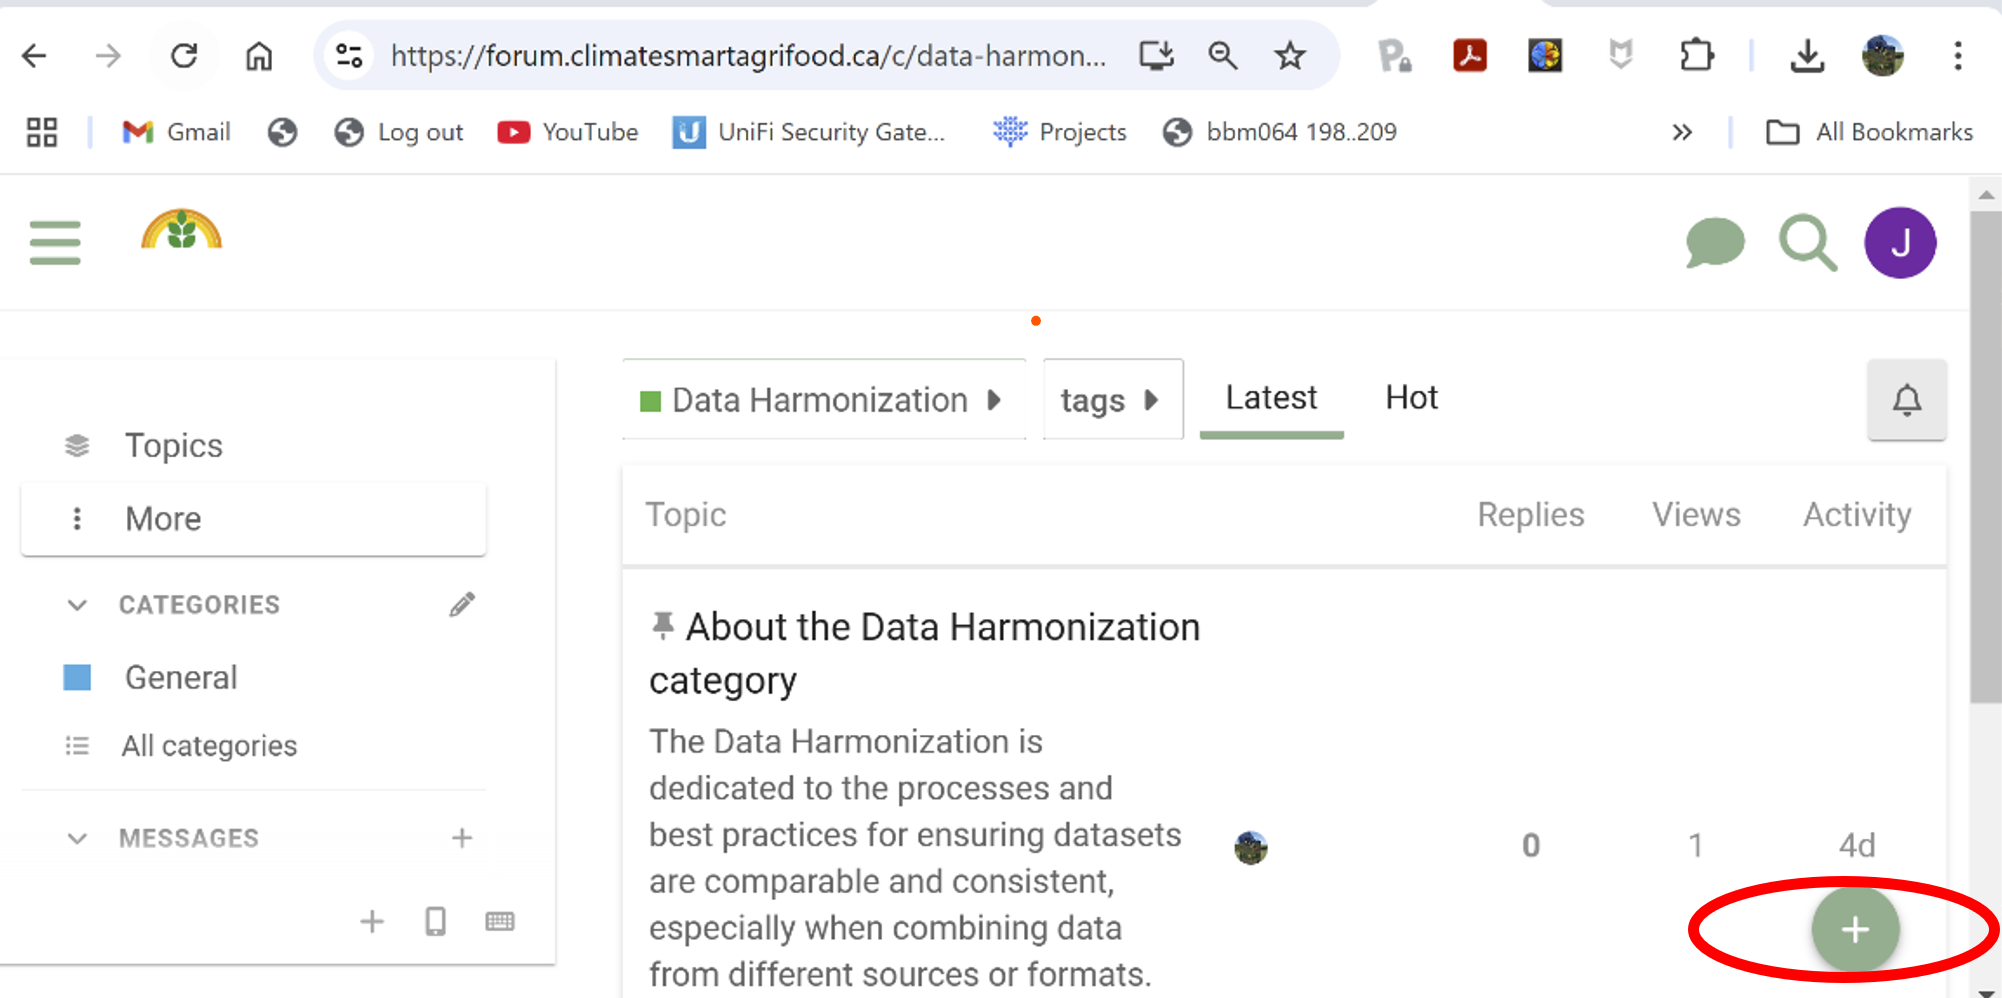 https://forum.climatesmartagrifood.ca/c/data-harmon...
Gmail
Log out
YouTube
UniFi Security Gate...
Projects
bbm064 198..209
All Bookmarks
J
Data Harmonization
tags
Latest
Hot
Topics
More
CATEGORIES
General
All categories
MESSAGES
Topic
Replies
Views
Activity
About the Data Harmonization
category
The Data Harmonization is
dedicated to the processes and
best practices for ensuring datasets
are comparable and consistent,
especially when combining data
from different sources or formats.
0
1
4d